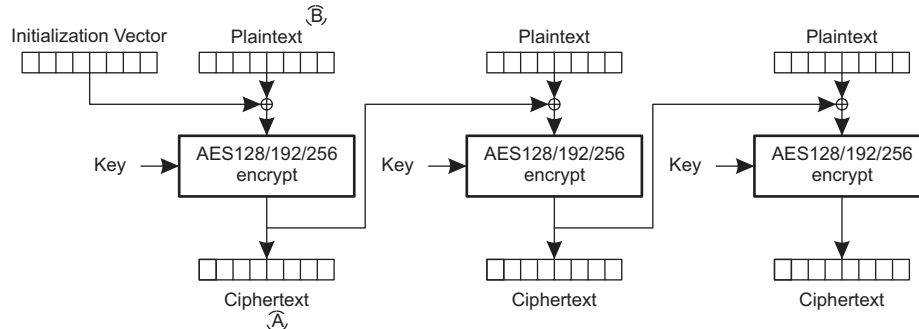 B
Initialization Vector Plaintext Plaintext Plaintext
Key AES128/192/256 encrypt Key AES128/192/256 encrypt Key AES128/192/256 encrypt
Ciphertext Ciphertext Ciphertext
A